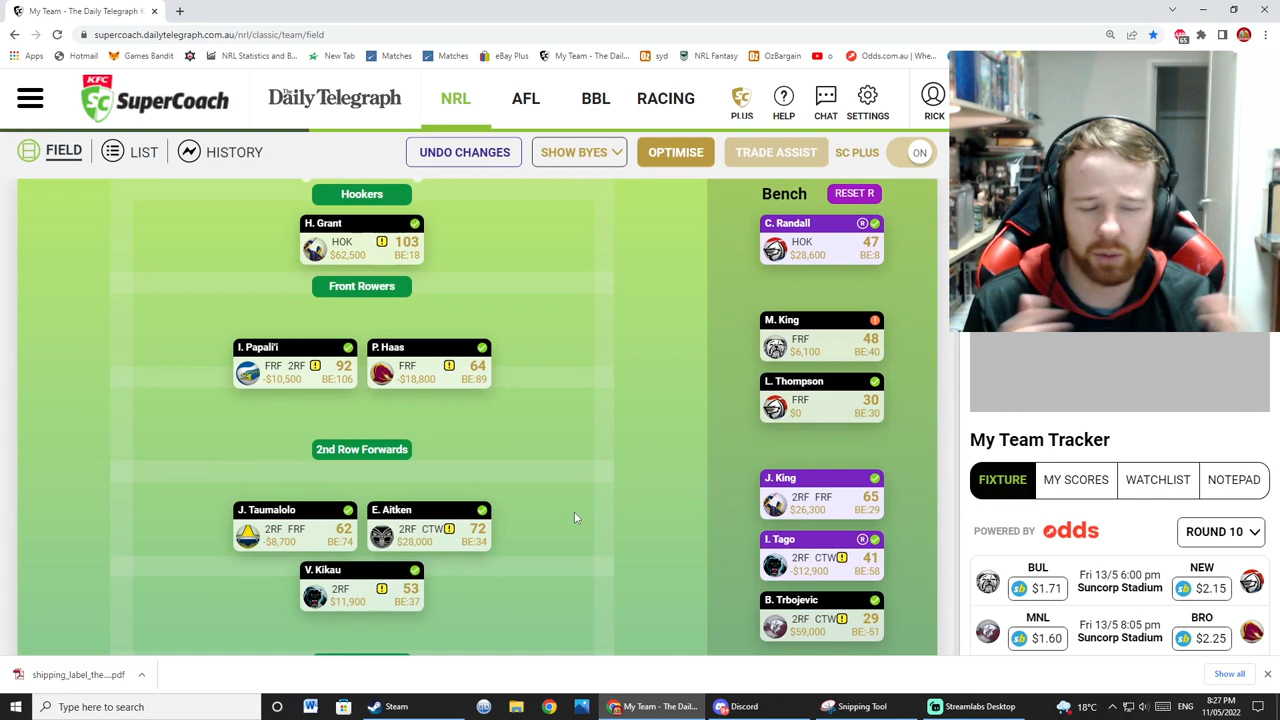 My Team - The Daily Telegraph K
supercoach.dailytelegraph.com.au/nrl/classic/team/field
Apps
Hotmail
Games Bandit
NRL Statistics and B...
New Tab
Matches
Matches
eBay Plus
My Team - The Dail...
syd
NRL Fantasy
OzBargain
o
Odds.com.au | Whe...
KFC
SC SuperCoach
The Daily Telegraph
NRL
AFL
BBL
RACING
SC
PLUS
HELP
CHAT
SETTINGS
RICK
FIELD
LIST
HISTORY
UNDO CHANGES
SHOW BYES
OPTIMISE
TRADE ASSIST
SC PLUS
ON
Hookers
H. Grant
HOK 103
$62,500 BE:18
Front Rowers
I. Papali'i
FRF 2RF 92
-$10,500 BE:106
P. Haas
FRF 64
-$18,800 BE:89
2nd Row Forwards
J. Taumalolo
2RF FRF 62
-$8,700 BE:74
E. Aitken
2RF CTW 72
$28,000 BE:34
V. Kikau
2RF 53
$11,900 BE:37
Bench
RESET R
C. Randall R
HOK 47
$28,600 BE:8
M. King
FRF 48
$6,100 BE:40
L. Thompson
FRF 30
$0 BE:30
J. King
2RF FRF 65
$26,300 BE:29
I. Tago R
2RF CTW 41
-$12,900 BE:58
B. Trbojevic
2RF CTW 29
$59,000 BE:-51
My Team Tracker
FIXTURE
MY SCORES
WATCHLIST
NOTEPAD
POWERED BY odds
ROUND 10
BUL
$1.71
Fri 13/5 6:00 pm
Suncorp Stadium
NEW
$2.15
MNL
$1.60
Fri 13/5 8:05 pm
Suncorp Stadium
BRO
$2.25
shipping_label_the....pdf
Show all
Type here to search
Steam
My Team - The Dail...
Discord
Snipping Tool
Streamlabs Desktop
18°C
ENG
8:27 PM
11/05/2022